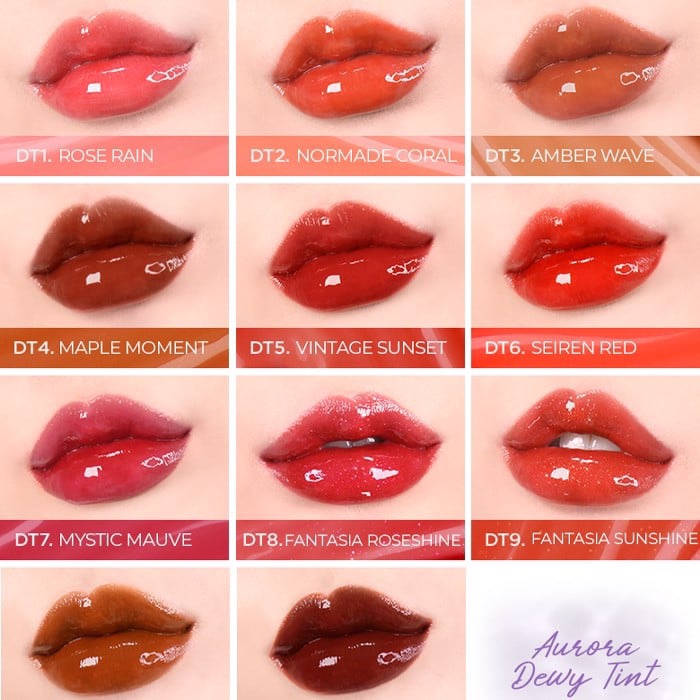 DT1. ROSE RAIN
DT2. NORMADE CORAL
DT3. AMBER WAVE
DT4. MAPLE MOMENT
DT5. VINTAGE SUNSET
DT6. SEIREN RED
DT7. MYSTIC MAUVE
DT8. FANTASIA ROSESHINE
DT9. FANTASIA SUNSHINE
Aurora
Dewy Tint